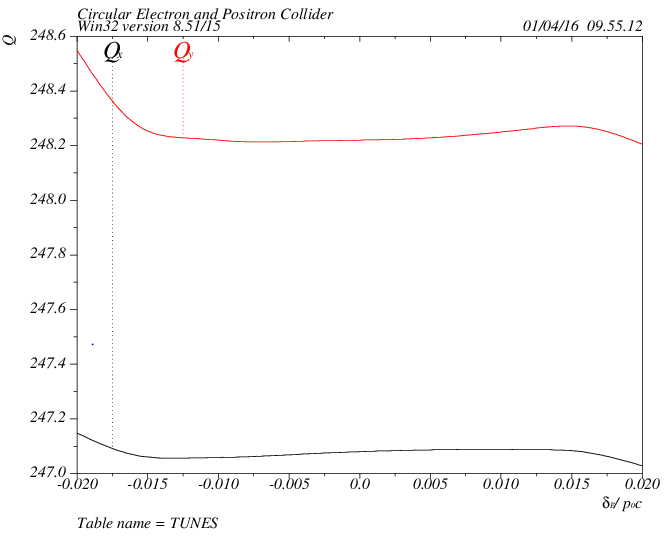 Circular Electron and Positron Collider
Win32 version 8.51/15 01/04/16 09.55.12
Q
248.6
Qx Qy
248.4
248.2
248.0
247.8
247.6
247.4
247.2
247.0
-0.020 -0.015 -0.010 -0.005 0.0 0.005 0.010 0.015 0.020
δE/ p0c
Table name = TUNES